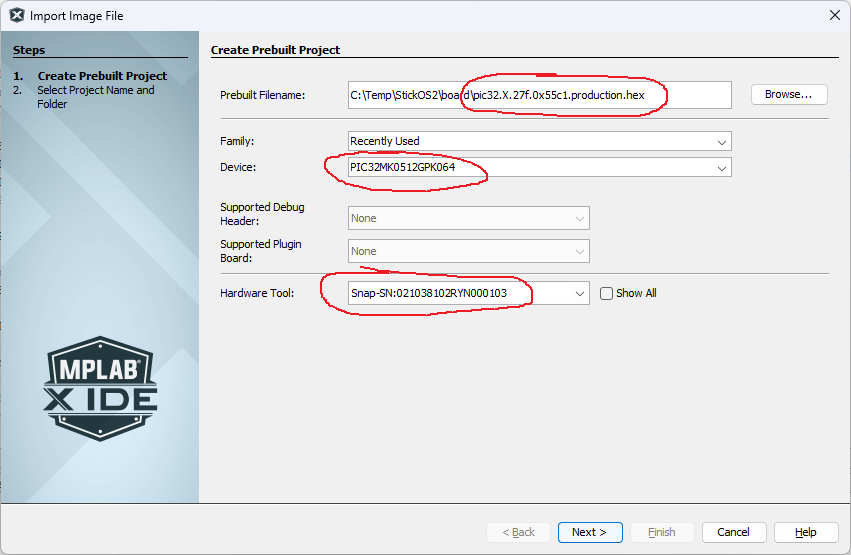 Import Image File
Steps
1. Create Prebuilt Project
2. Select Project Name and
Folder
MPLAB
X IDE
Create Prebuilt Project
Prebuilt Filename: C:\Temp\StickOS2\board\pic32.X.27f.0x55c1.production.hex Browse...
Family: Recently Used
Device: PIC32MK0512GPK064
Supported Debug
Header: None
Supported Plugin
Board: None
Hardware Tool: Snap-SN:021038102RYN000103 Show All
< Back Next > Finish Cancel Help